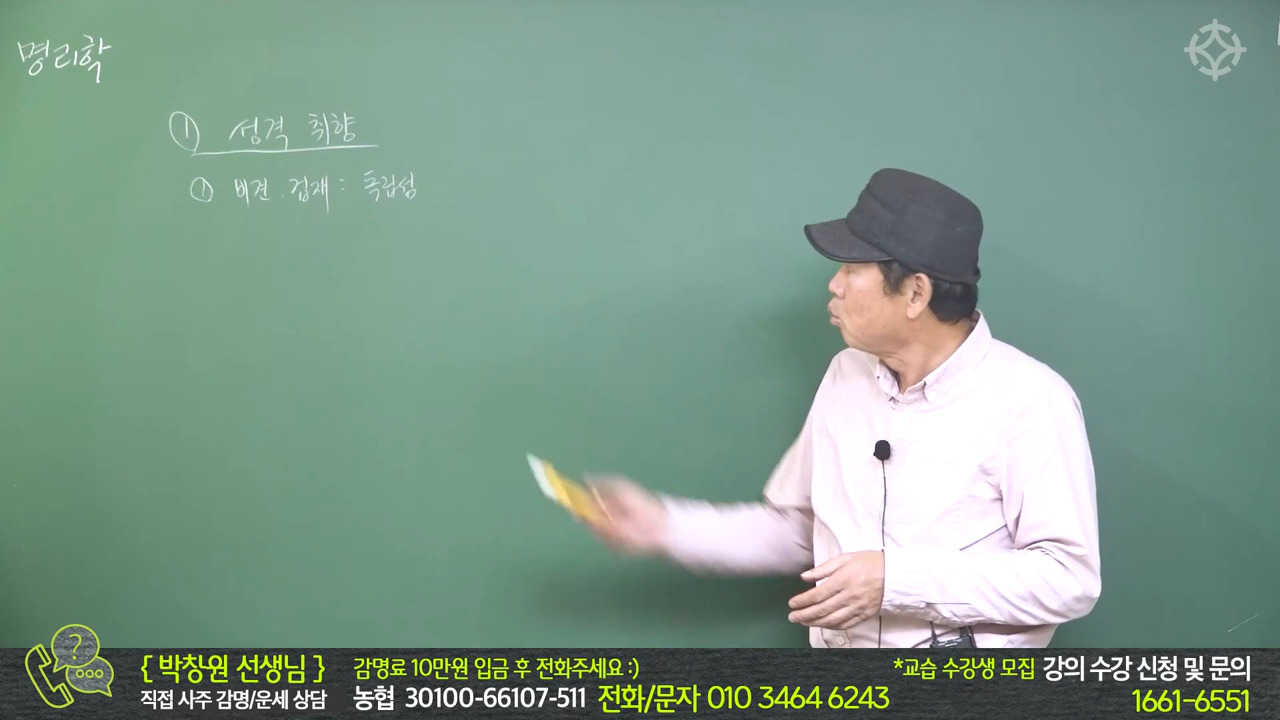 명리학
① 성격 취향
① 비견 . 겁재 : 독립성
{ 박창원 선생님 }
직접 사주 감명/운세 상담
감명료 10만원 입금 후 전화주세요 :)
농협 30100-66107-511 전화/문자 010 3464 6243
*교습 수강생 모집 강의 수강 신청 및 문의
1661-6551